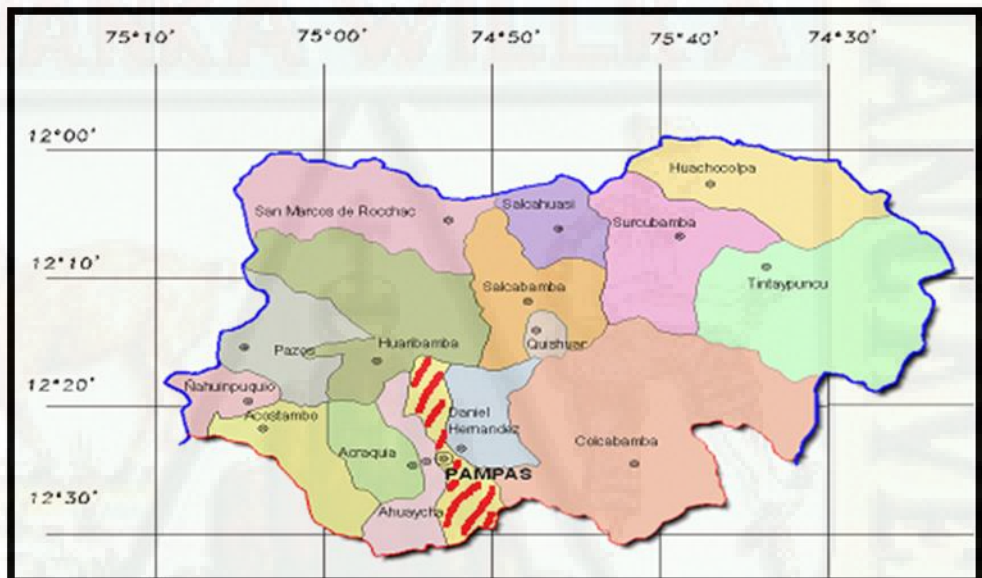 75°10' 75°00' 74°50' 75°40' 74°30'
12°00'
Huachocolpa
San Marcos de Rocchac
Salcahuasi
Surcubamba
12°10'
Salcabamba
Tintaypuncu
Huaribamba
Quishuar
Pazos
12°20'
Ñahuinpuquio
Acostambo
Daniel
Hernandez
Colcabamba
Acraquia
PAMPAS
12°30'
Ahuaycha